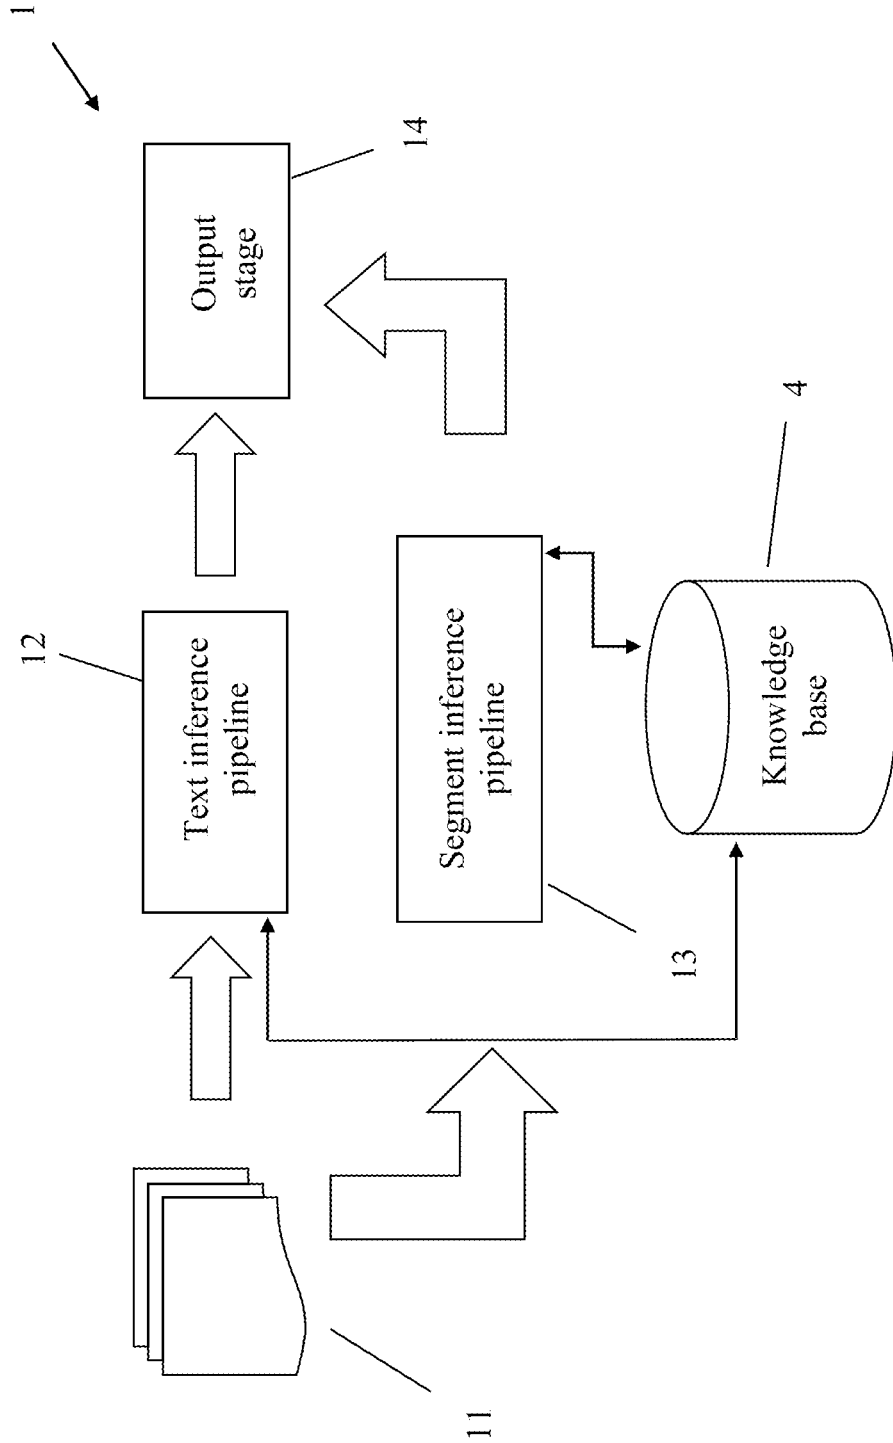 1
12
Text inference
pipeline
Output
stage
14
Segment inference
pipeline
11
13
Knowledge
base
4